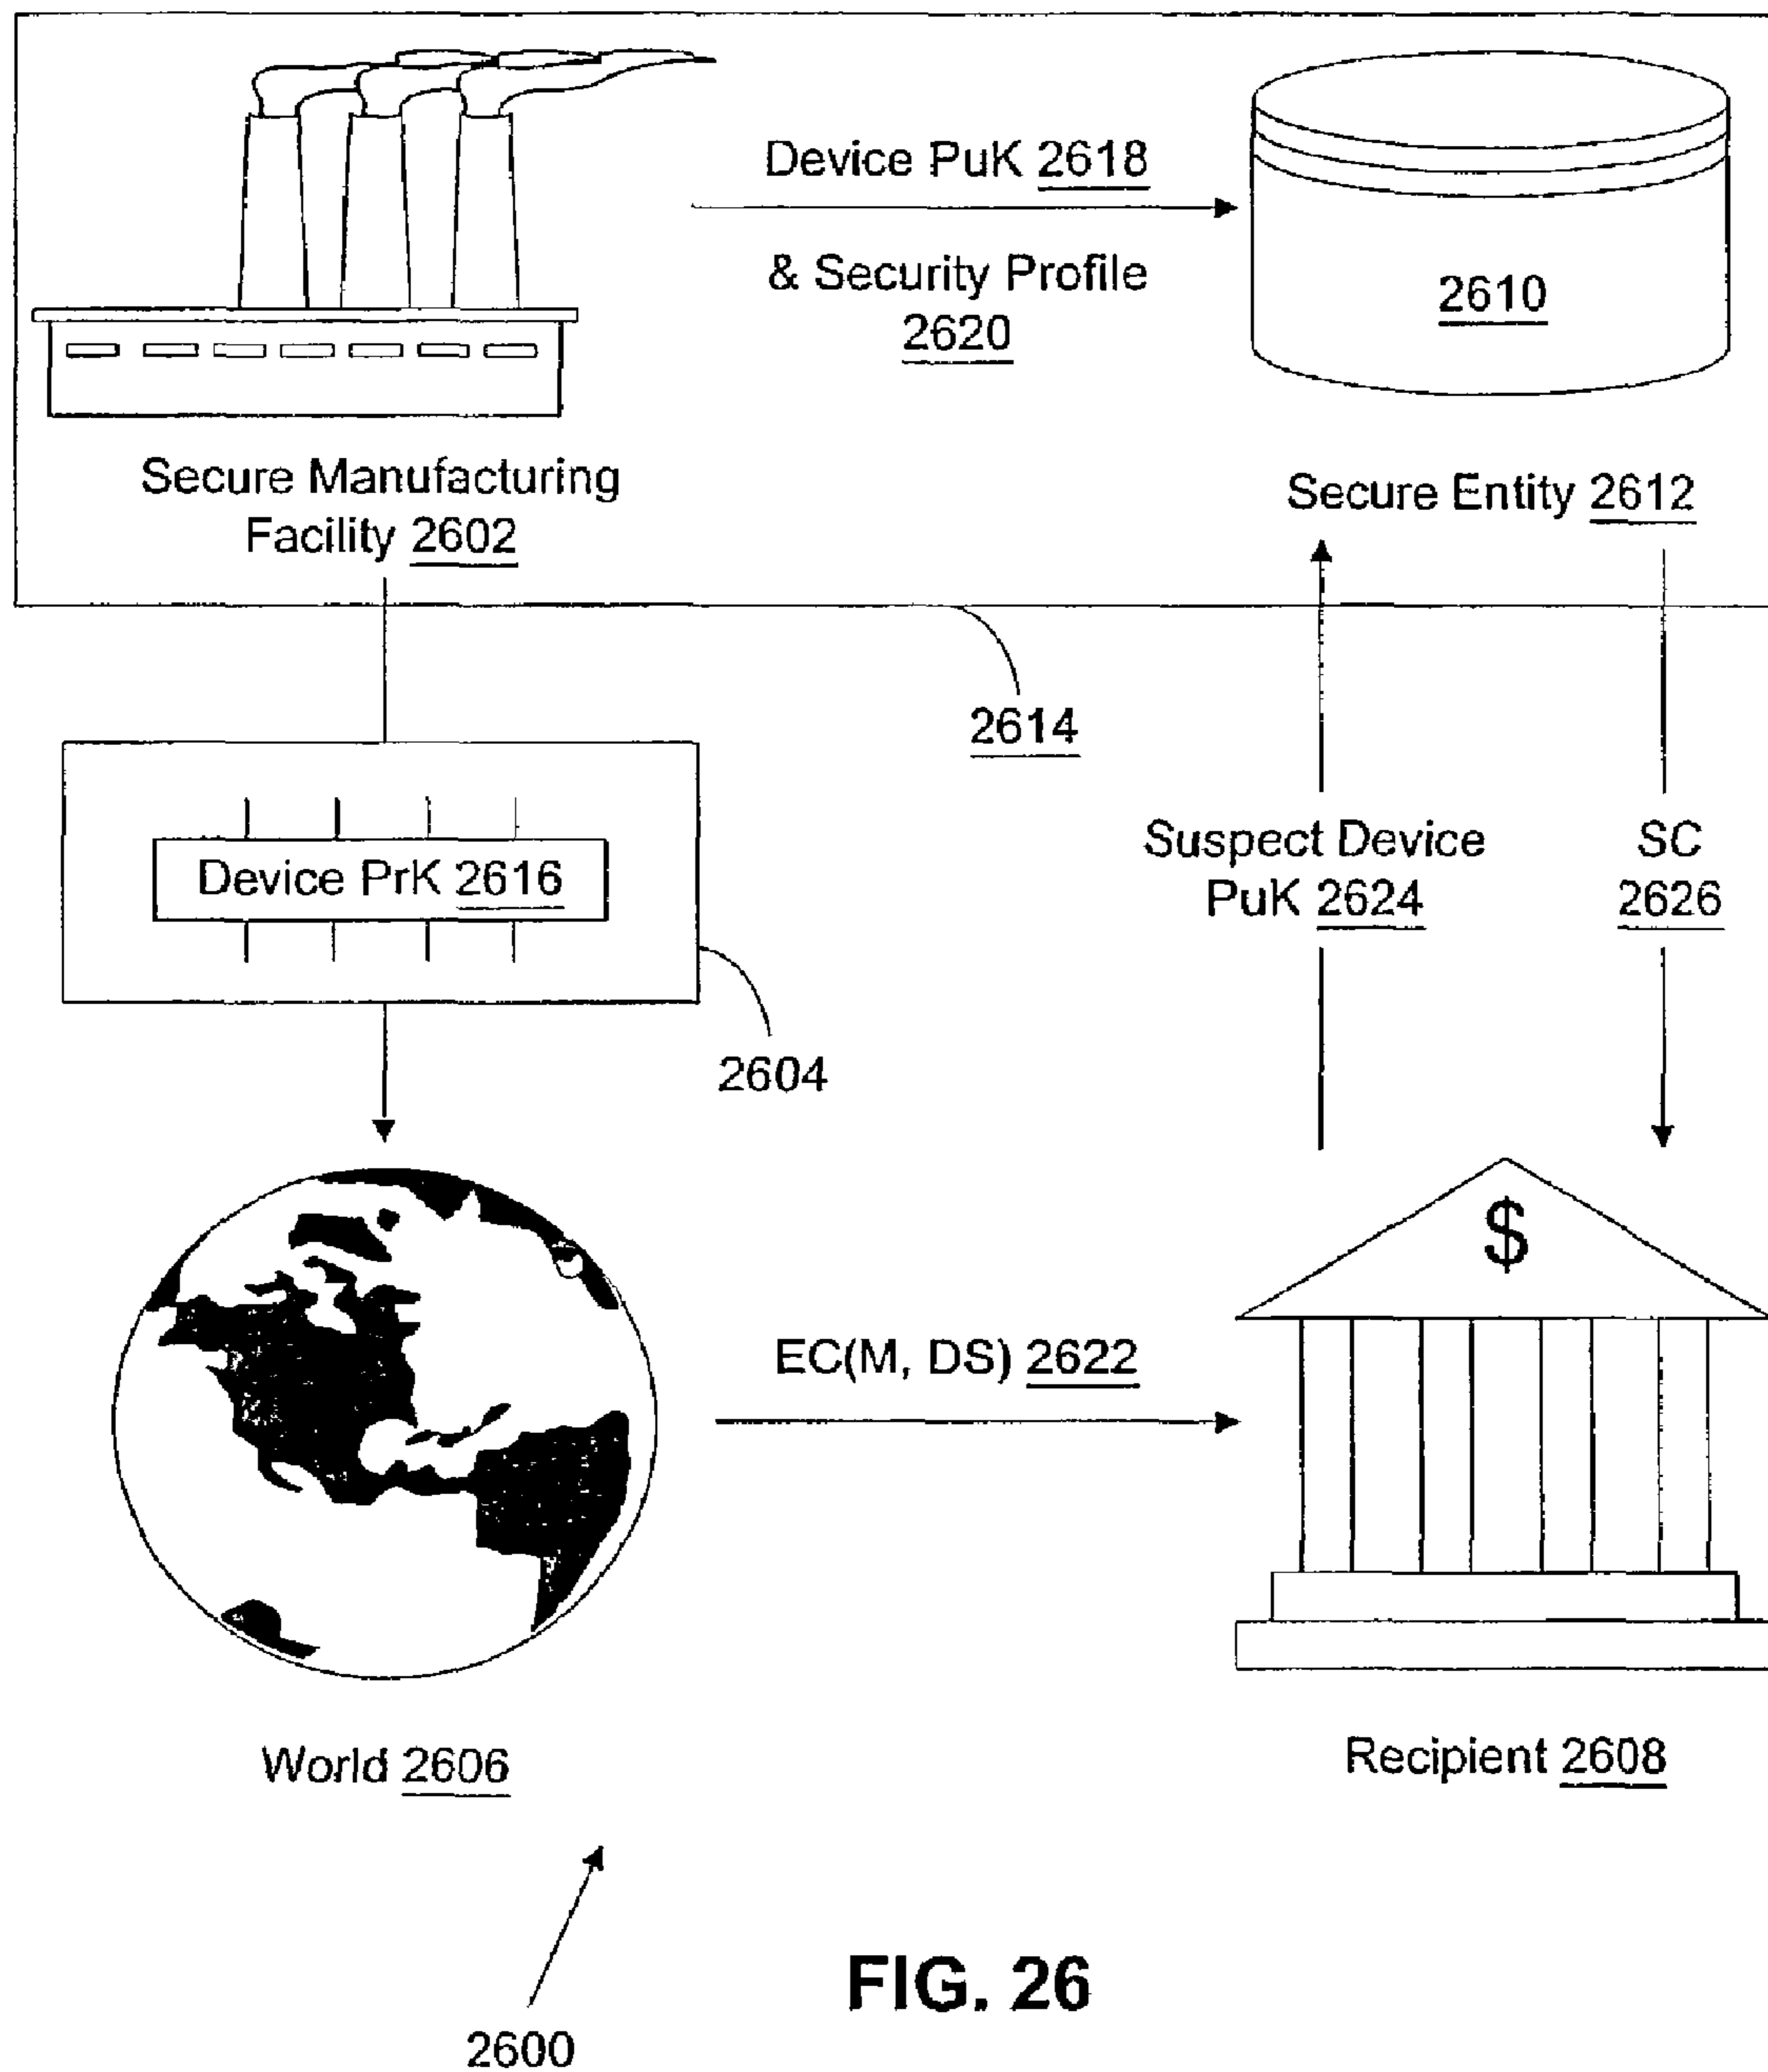 Device PuK 2618
& Security Profile
2620
2610
Secure Manufacturing
Facility 2602
Secure Entity 2612
2614
Device PrK 2616
2604
Suspect Device
PuK 2624
SC
2626
$
EC(M, DS) 2622
World 2606
Recipient 2608
2600
FIG. 26